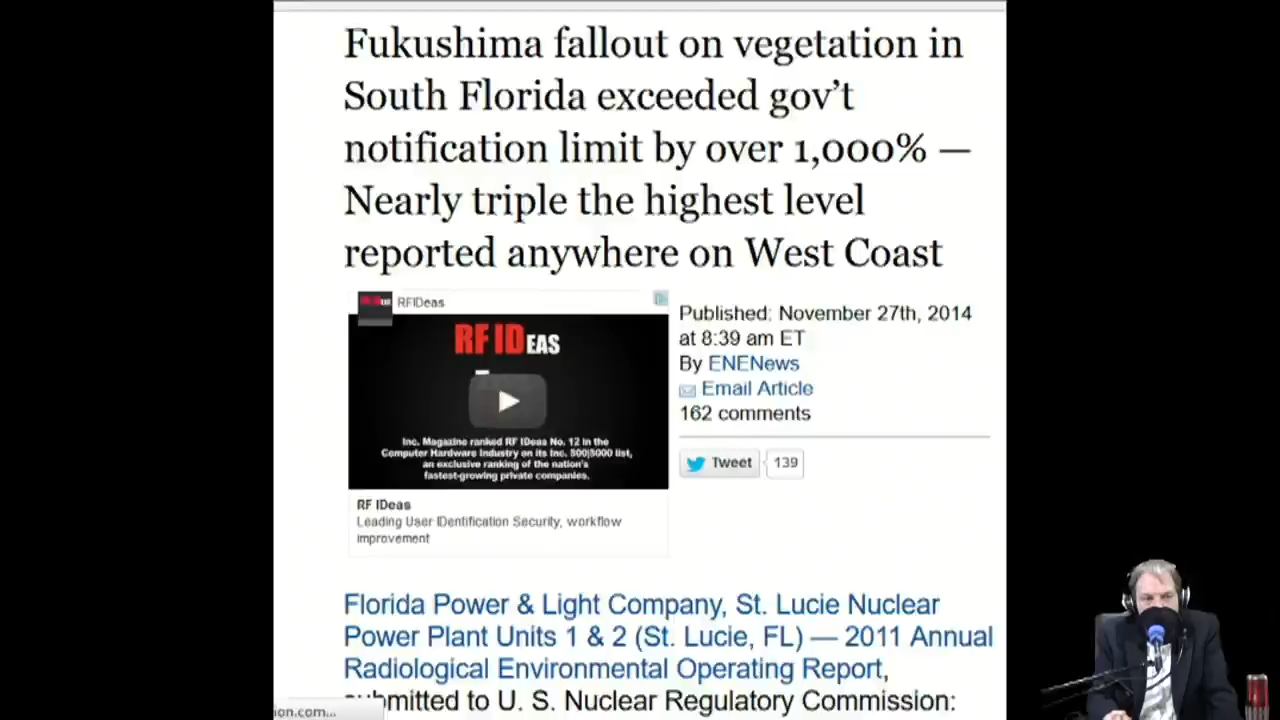 Fukushima fallout on vegetation in
South Florida exceeded gov’t
notification limit by over 1,000% —
Nearly triple the highest level
reported anywhere on West Coast
RFIDeas
RF IDEAS
Inc. Magazine ranked RF IDeas No. 12 in the
Computer Hardware Industry on its Inc. 500|5000 list,
an exclusive ranking of the nation's
fastest-growing private companies.
RF IDeas
Leading User IDentification Security, workflow
improvement
Published: November 27th, 2014
at 8:39 am ET
By ENENews
Email Article
162 comments
Tweet 139
Florida Power & Light Company, St. Lucie Nuclear
Power Plant Units 1 & 2 (St. Lucie, FL) — 2011 Annual
Radiological Environmental Operating Report,
submitted to U. S. Nuclear Regulatory Commission:
ion.com...